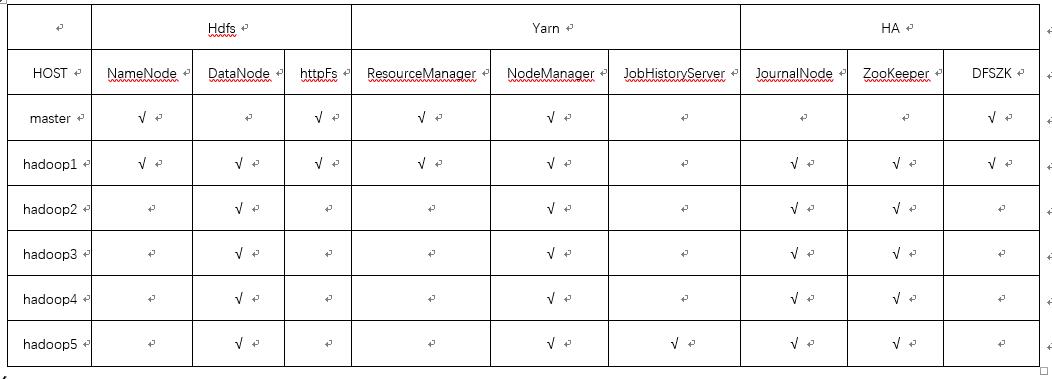 Hdfs Yarn HA
HOST NameNode DataNode httpFs ResourceManager NodeManager JobHistoryServer JournalNode ZooKeeper DFSZK
master √ √ √ √ √
hadoop1 √ √ √ √ √ √ √ √
hadoop2 √ √ √ √
hadoop3 √ √ √ √
hadoop4 √ √ √ √
hadoop5 √ √ √ √ √